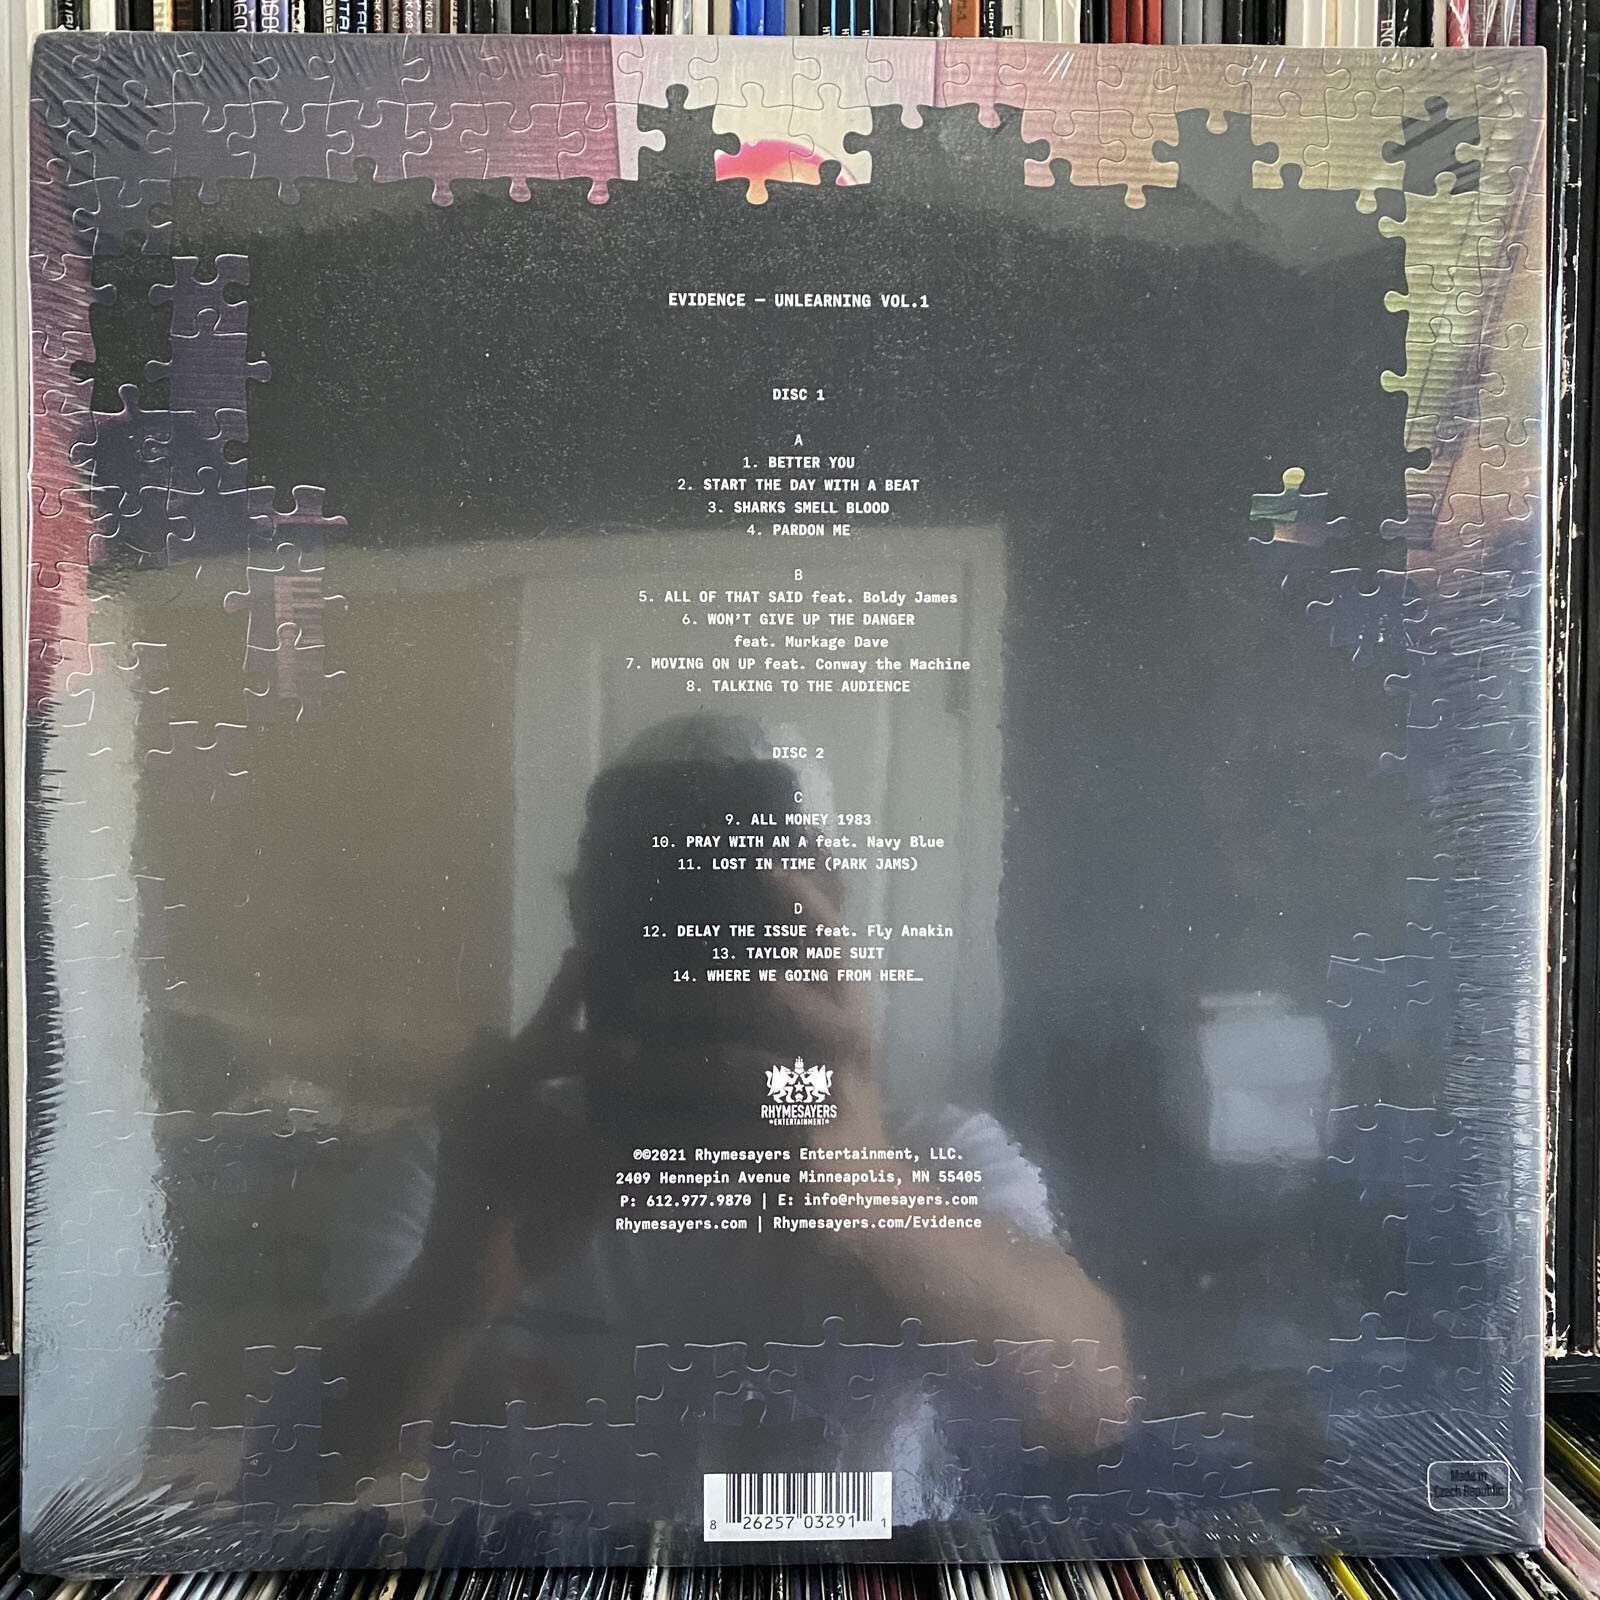 EVIDENCE — UNLEARNING VOL.1
DISC 1
A
1. BETTER YOU
2. START THE DAY WITH A BEAT
3. SHARKS SMELL BLOOD
4. PARDON ME
B
5. ALL OF THAT SAID feat. Boldy James
6. WON'T GIVE UP THE DANGER
feat. Murkage Dave
7. MOVING ON UP feat. Conway the Machine
8. TALKING TO THE AUDIENCE
DISC 2
C
9. ALL MONEY 1983
10. PRAY WITH AN A feat. Navy Blue
11. LOST IN TIME (PARK JAMS)
D
12. DELAY THE ISSUE feat. Fly Anakin
13. TAYLOR MADE SUIT
14. WHERE WE GOING FROM HERE…
RHYMESAYERS
ENTERTAINMENT
℗©2021 Rhymesayers Entertainment, LLC.
2409 Hennepin Avenue Minneapolis, MN 55405
P: 612.977.9870 | E: info@rhymesayers.com
Rhymesayers.com | Rhymesayers.com/Evidence
8 26257 03291 1
Made in
Czech Republic